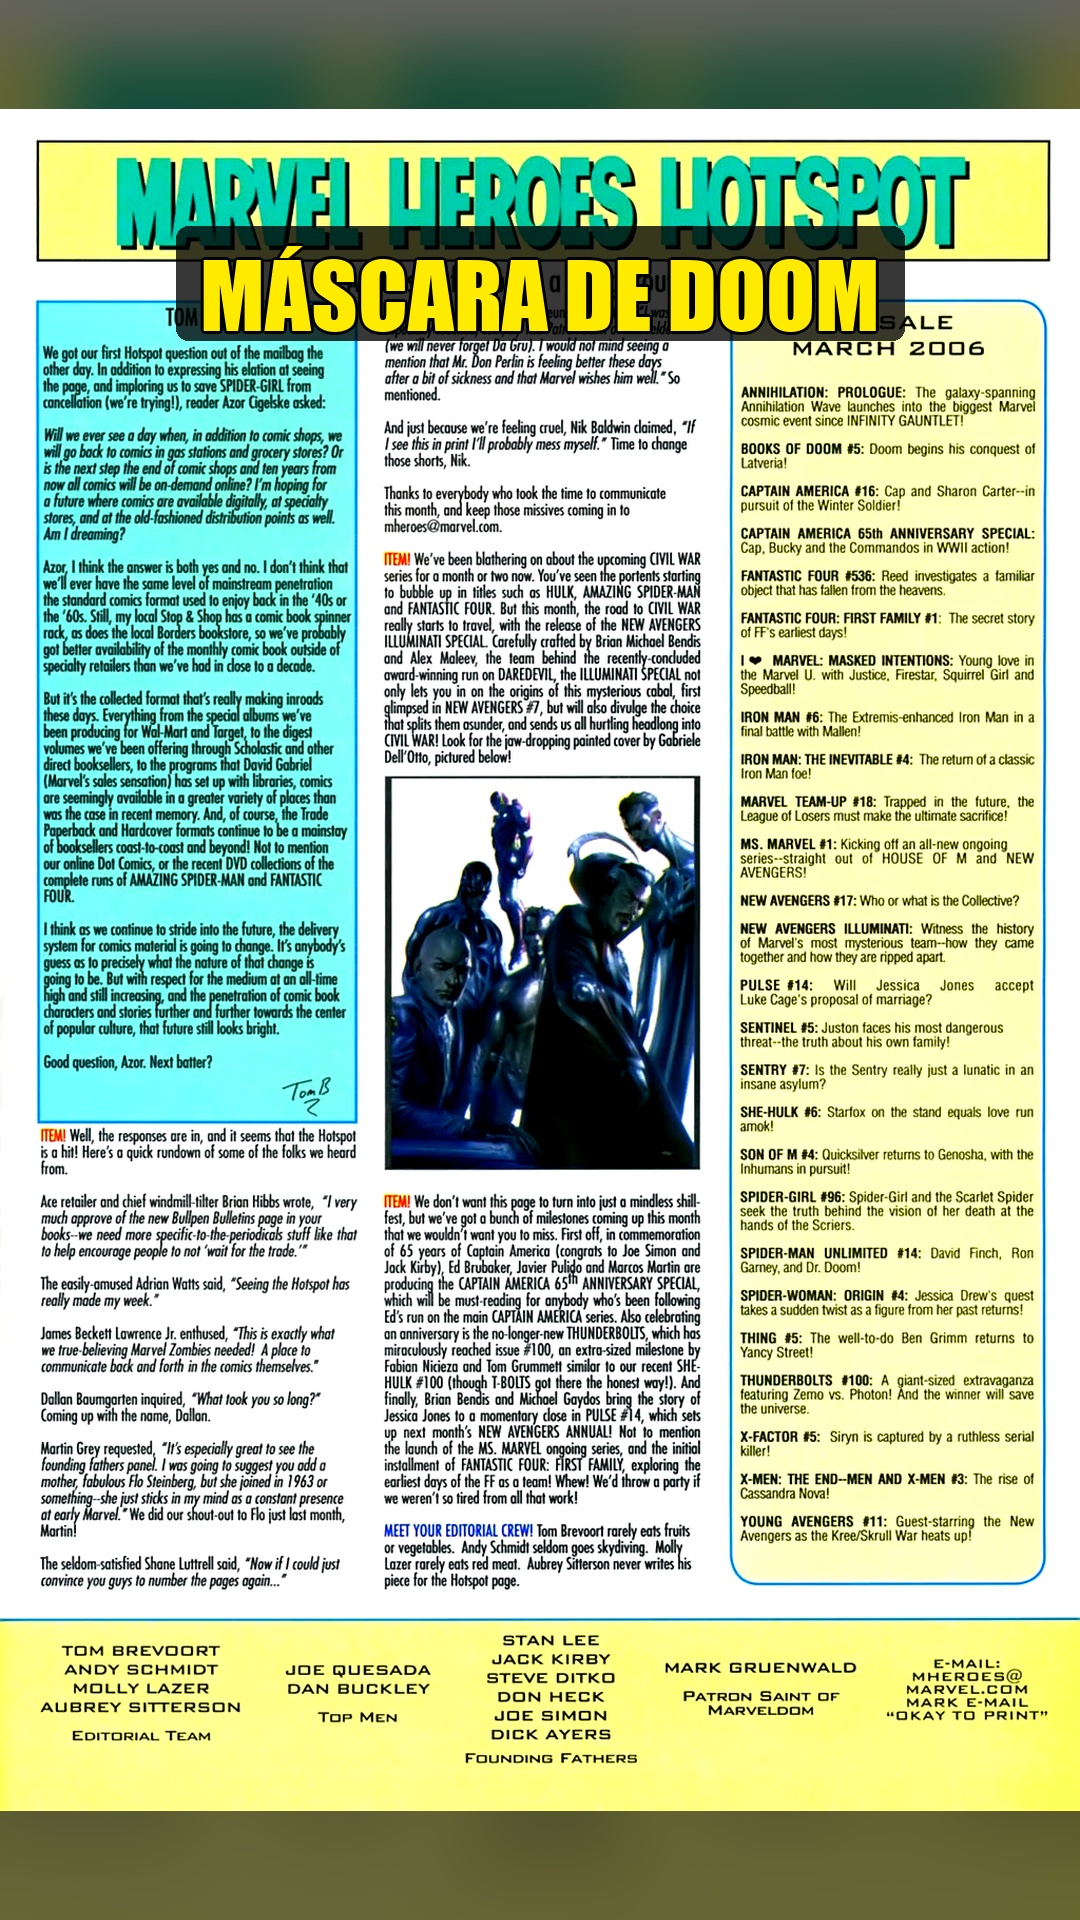 MARVEL HEROES HOTSPOT
MÁSCARA DE DOOM
TOM
We got our first Hotspot question out of the mailbag the
other day. In addition to expressing his elation at seeing
the page, and imploring us to save SPIDER-GIRL from
cancellation (we're trying!), reader Azor Cigelske asked:
Will we ever see a day when, in addition to comic shops, we
will go back to comics in gas stations and grocery stores? Or
is the next step the end of comic shops and ten years from
now all comics will be on-demand online? I'm hoping for
a future where comics are available digitally, at specialty
stores, and at the old-fashioned distribution points as well.
Am I dreaming?
Azor, I think the answer is both yes and no. I don't think that
we'll ever have the same level of mainstream penetration
the standard comics format used to enjoy back in the '40s or
the '60s. Still, my local Stop & Shop has a comic book spinner
rack, as does the local Borders bookstore, so we've probably
got better availability of the monthly comic book outside of
specialty retailers than we've had in close to a decade.
But it's the collected format that's really making inroads
these days. Everything from the special albums we've
been producing for Wal-Mart and Target, to the digest
volumes we've been offering through Scholastic and other
direct booksellers, to the programs that David Gabriel
(Marvel's sales sensation) has set up with libraries, comics
are seemingly available in a greater variety of places than
was the case in recent memory. And, of course, the Trade
Paperback and Hardcover formats continue to be a mainstay
of booksellers coast-to-coast and beyond! Not to mention
our online Dot Comics, or the recent DVD collections of the
complete runs of AMAZING SPIDER-MAN and FANTASTIC
FOUR.
I think as we continue to stride into the future, the delivery
system for comics material is going to change. It's anybody's
guess as to precisely what the nature of that change is
going to be. But with respect for the medium at an all-time
high and still increasing, and the penetration of comic book
characters and stories further and further towards the center
of popular culture, that future still looks bright.
Good question, Azor. Next batter?
Tom B
ITEM! Well, the responses are in, and it seems that the Hotspot
is a hit! Here's a quick rundown of some of the folks we heard
from.
Ace retailer and chief windmill-tilter Brian Hibbs wrote, "I very
much approve of the new Bullpen Bulletins page in your
books--we need more specific-to-the-periodicals stuff like that
to help encourage people to not 'wait for the trade.'"
The easily-amused Adrian Watts said, "Seeing the Hotspot has
really made my week."
James Beckett Lawrence Jr. enthused, "This is exactly what
we true-believing Marvel Zombies needed! A place to
communicate back and forth in the comics themselves."
Dallan Baumgarten inquired, "What took you so long?"
Coming up with the name, Dallan.
Martin Grey requested, "It's especially great to see the
founding fathers panel. I was going to suggest you add a
mother, fabulous Flo Steinberg, but she joined in 1963 or
something--she just sticks in my mind as a constant presence
at early Marvel." We did our shout-out to Flo just last month,
Martin!
The seldom-satisfied Shane Luttrell said, "Now if I could just
convince you guys to number the pages again..."
(we will never forget Da Gru). I would not mind seeing a
mention that Mr. Don Perlin is feeling better these days
after a bit of sickness and that Marvel wishes him well." So
mentioned.
And just because we're feeling cruel, Nik Baldwin claimed, "If
I see this in print I'll probably mess myself." Time to change
those shorts, Nik.
Thanks to everybody who took the time to communicate
this month, and keep those missives coming in to
mheroes@marvel.com.
ITEM! We've been blathering on about the upcoming CIVIL WAR
series for a month or two now. You've seen the portents starting
to bubble up in titles such as HULK, AMAZING SPIDER-MAN
and FANTASTIC FOUR. But this month, the road to CIVIL WAR
really starts to travel, with the release of the NEW AVENGERS
ILLUMINATI SPECIAL. Carefully crafted by Brian Michael Bendis
and Alex Maleev, the team behind the recently-concluded
award-winning run on DAREDEVIL, the ILLUMINATI SPECIAL not
only lets you in on the origins of this mysterious cabal, first
glimpsed in NEW AVENGERS #7, but will also divulge the choice
that splits them asunder, and sends us all hurtling headlong into
CIVIL WAR! Look for the jaw-dropping painted cover by Gabriele
Dell'Otto, pictured below!
ITEM! We don't want this page to turn into just a mindless shill-
fest, but we've got a bunch of milestones coming up this month
that we wouldn't want you to miss. First off, in commemoration
of 65 years of Captain America (congrats to Joe Simon and
Jack Kirby), Ed Brubaker, Javier Pulido and Marcos Martin are
producing the CAPTAIN AMERICA 65th ANNIVERSARY SPECIAL,
which will be must-reading for anybody who's been following
Ed's run on the main CAPTAIN AMERICA series. Also celebrating
an anniversary is the no-longer-new THUNDERBOLTS, which has
miraculously reached issue #100, an extra-sized milestone by
Fabian Nicieza and Tom Grummett similar to our recent SHE-
HULK #100 (though T-BOLTS got there the honest way!). And
finally, Brian Bendis and Michael Gaydos bring the story of
Jessica Jones to a momentary close in PULSE #14, which sets
up next month's NEW AVENGERS ANNUAL! Not to mention
the launch of the MS. MARVEL ongoing series, and the initial
installment of FANTASTIC FOUR: FIRST FAMILY, exploring the
earliest days of the FF as a team! Whew! We'd throw a party if
we weren't so tired from all that work!
MEET YOUR EDITORIAL CREW! Tom Brevoort rarely eats fruits
or vegetables. Andy Schmidt seldom goes skydiving. Molly
Lazer rarely eats red meat. Aubrey Sitterson never writes his
piece for the Hotspot page.
SALE
MARCH 2006
ANNIHILATION: PROLOGUE: The galaxy-spanning
Annihilation Wave launches into the biggest Marvel
cosmic event since INFINITY GAUNTLET!
BOOKS OF DOOM #5: Doom begins his conquest of
Latveria!
CAPTAIN AMERICA #16: Cap and Sharon Carter--in
pursuit of the Winter Soldier!
CAPTAIN AMERICA 65th ANNIVERSARY SPECIAL:
Cap, Bucky and the Commandos in WWII action!
FANTASTIC FOUR #536: Reed investigates a familiar
object that has fallen from the heavens.
FANTASTIC FOUR: FIRST FAMILY #1: The secret story
of FF's earliest days!
I ❤ MARVEL: MASKED INTENTIONS: Young love in
the Marvel U. with Justice, Firestar, Squirrel Girl and
Speedball!
IRON MAN #6: The Extremis-enhanced Iron Man in a
final battle with Mallen!
IRON MAN: THE INEVITABLE #4: The return of a classic
Iron Man foe!
MARVEL TEAM-UP #18: Trapped in the future, the
League of Losers must make the ultimate sacrifice!
MS. MARVEL #1: Kicking off an all-new ongoing
series--straight out of HOUSE OF M and NEW
AVENGERS!
NEW AVENGERS #17: Who or what is the Collective?
NEW AVENGERS ILLUMINATI: Witness the history
of Marvel's most mysterious team--how they came
together and how they are ripped apart.
PULSE #14: Will Jessica Jones accept
Luke Cage's proposal of marriage?
SENTINEL #5: Juston faces his most dangerous
threat--the truth about his own family!
SENTRY #7: Is the Sentry really just a lunatic in an
insane asylum?
SHE-HULK #6: Starfox on the stand equals love run
amok!
SON OF M #4: Quicksilver returns to Genosha, with the
Inhumans in pursuit!
SPIDER-GIRL #96: Spider-Girl and the Scarlet Spider
seek the truth behind the vision of her death at the
hands of the Scriers.
SPIDER-MAN UNLIMITED #14: David Finch, Ron
Garney, and Dr. Doom!
SPIDER-WOMAN: ORIGIN #4: Jessica Drew's quest
takes a sudden twist as a figure from her past returns!
THING #5: The well-to-do Ben Grimm returns to
Yancy Street!
THUNDERBOLTS #100: A giant-sized extravaganza
featuring Zemo vs. Photon! And the winner will save
the universe.
X-FACTOR #5: Siryn is captured by a ruthless serial
killer!
X-MEN: THE END--MEN AND X-MEN #3: The rise of
Cassandra Nova!
YOUNG AVENGERS #11: Guest-starring the New
Avengers as the Kree/Skrull War heats up!
TOM BREVOORT
ANDY SCHMIDT
MOLLY LAZER
AUBREY SITTERSON
EDITORIAL TEAM
JOE QUESADA
DAN BUCKLEY
TOP MEN
STAN LEE
JACK KIRBY
STEVE DITKO
DON HECK
JOE SIMON
DICK AYERS
FOUNDING FATHERS
MARK GRUENWALD
PATRON SAINT OF
MARVELDOM
E-MAIL:
MHEROES@
MARVEL.COM
MARK E-MAIL
"OKAY TO PRINT"